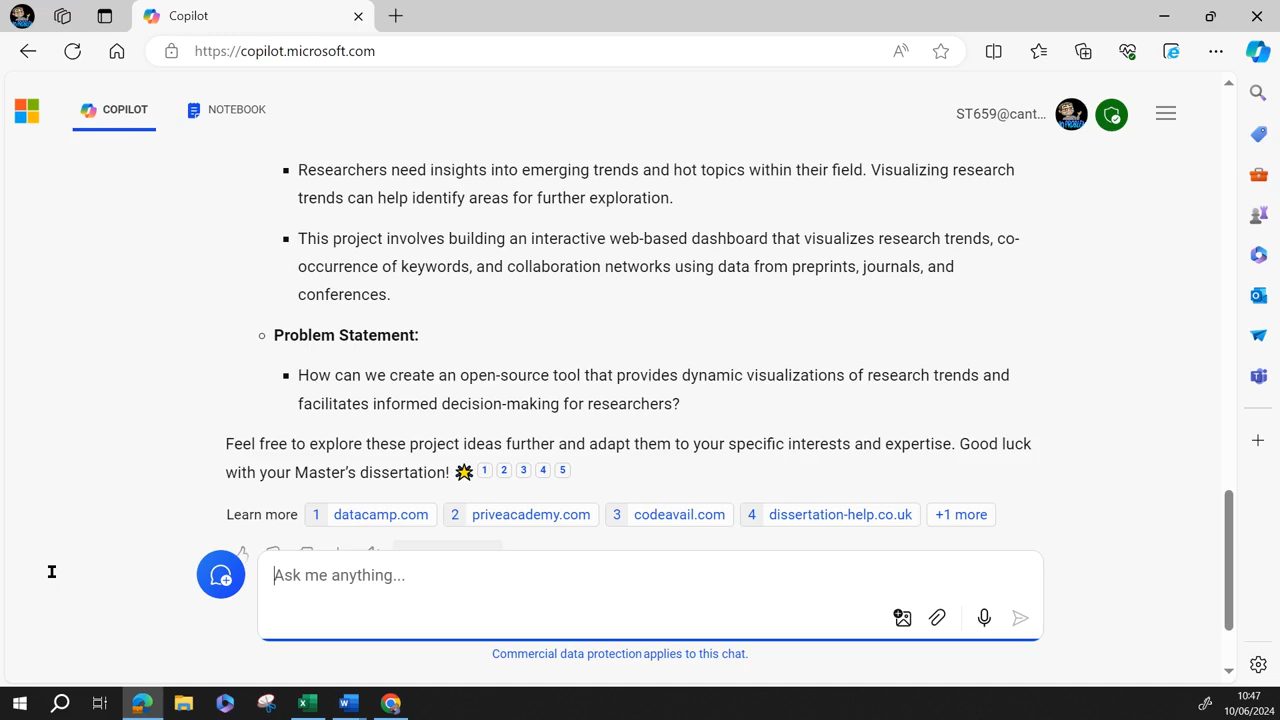 Copilot
https://copilot.microsoft.com
COPILOT
NOTEBOOK
ST659@cant...
Researchers need insights into emerging trends and hot topics within their field. Visualizing research
trends can help identify areas for further exploration.
This project involves building an interactive web-based dashboard that visualizes research trends, co-
occurrence of keywords, and collaboration networks using data from preprints, journals, and
conferences.
Problem Statement:
How can we create an open-source tool that provides dynamic visualizations of research trends and
facilitates informed decision-making for researchers?
Feel free to explore these project ideas further and adapt them to your specific interests and expertise. Good luck
with your Master's dissertation! 1 2 3 4 5
Learn more 1 datacamp.com 2 priveacademy.com 3 codeavail.com 4 dissertation-help.co.uk +1 more
Ask me anything...
Commercial data protection applies to this chat.
10:47
10/06/2024